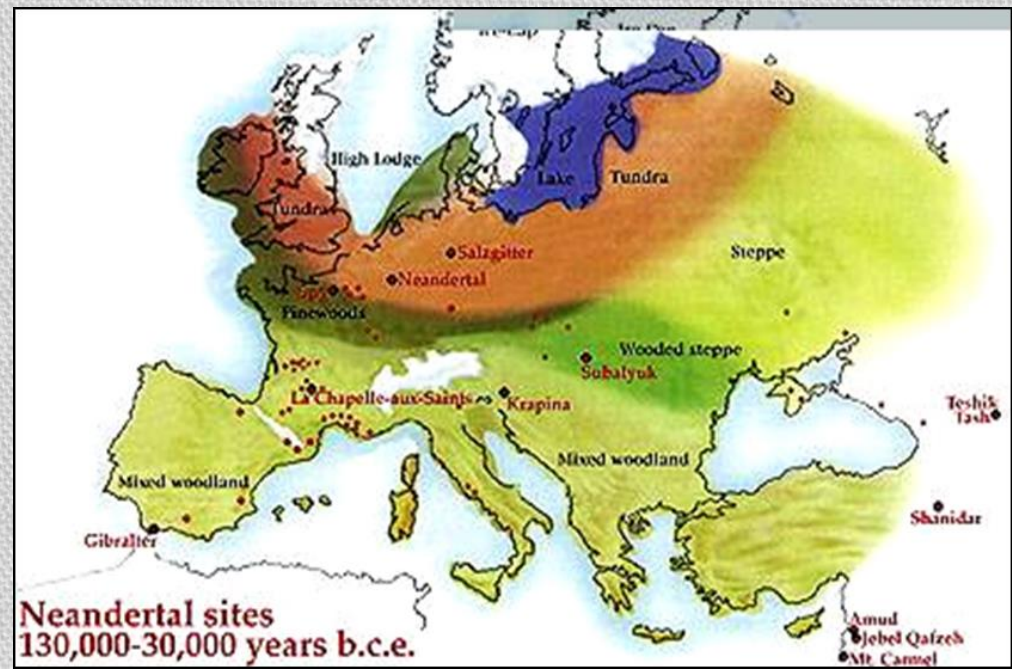 High Lodge
Lake
Tundra
Tundra
Salzgitter
Steppe
Neandertal
Spy
Pinewoods
Wooded steppe
Subalyuk
La Chapelle-aux-Saints
Krapina
Teshik
Tash
Mixed woodland
Mixed woodland
Shanidar
Gibralter
Neandertal sites
130,000-30,000 years b.c.e.
Amud
Jebel Qafzeh
Mt. Carmel